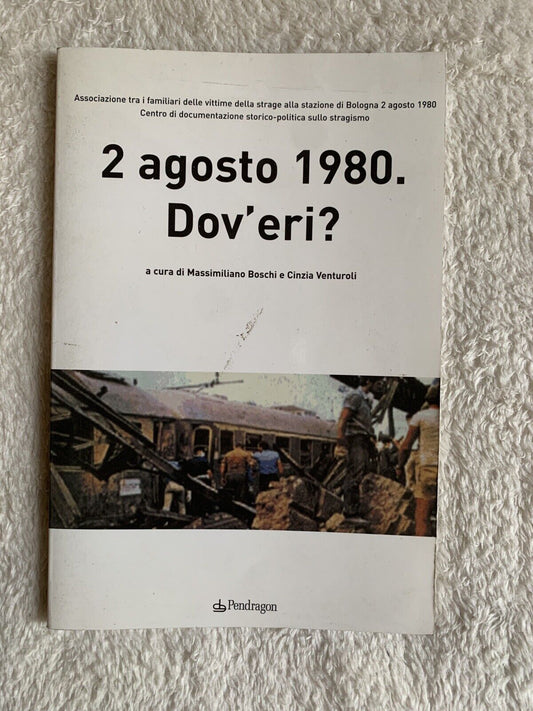 Associazione tra i familiari delle vittime della strage alla stazione di Bologna 2 agosto 1980
Centro di documentazione storico-politica sullo stragismo
2 agosto 1980.
Dov'eri?
a cura di Massimiliano Boschi e Cinzia Venturoli
Pendragon